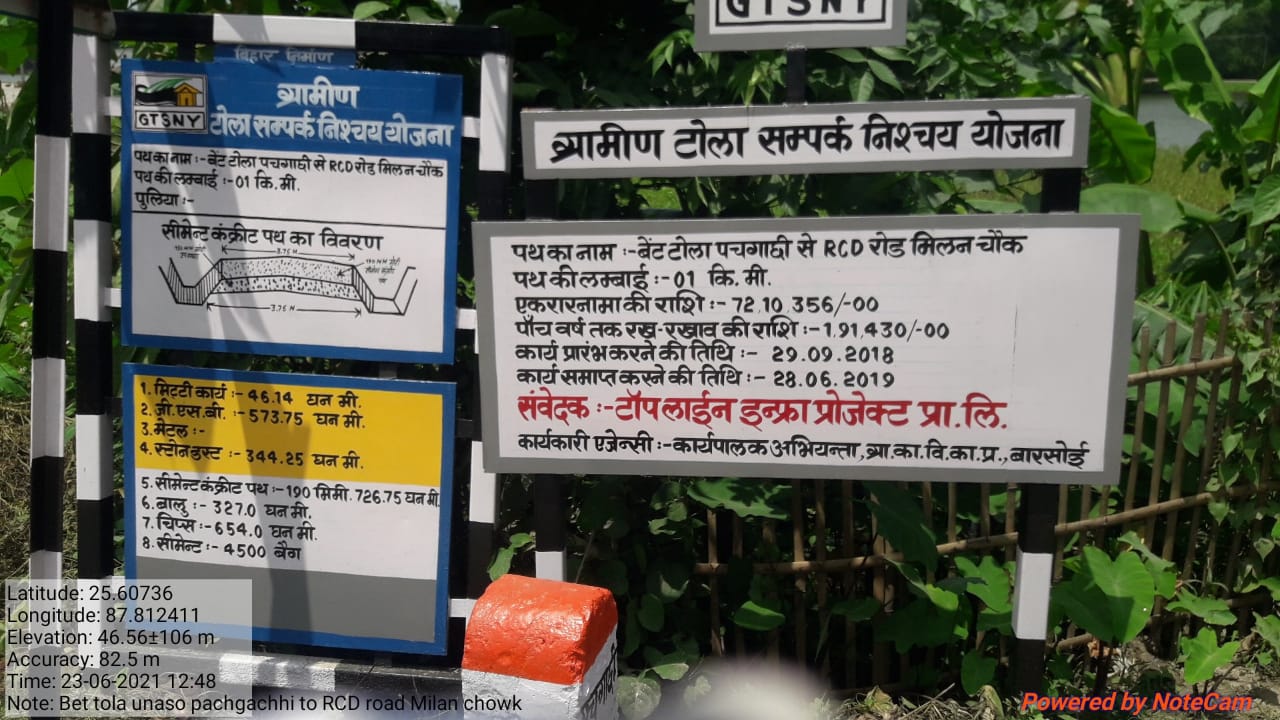 बिहार निर्माण
GTSNY
ग्रामीण
टोला सम्पर्क निश्चय योजना
पथ का नाम :- बेंट टोला पचगाछी से RCD रोड मिलन चौंक
पथ की लम्बाई :- 01 कि.मी.
पुलिया :-
सीमेन्ट कंक्रीट पथ का विवरण
3.75 M
3.75 M
1. मिट्टी कार्य :- 46.14 घन मी.
2. जी.एस.बी. :- 573.75 घन मी.
3. मेटल :-
4. स्टोन डस्ट :- 344.25 घन मी.
5. सीमेन्ट कंक्रीट पथ :- 190 मिमी. 726.75 घन मी.
6. बालु :- 327.0 घन मी.
7. चिप्स :- 654.0 घन मी.
8. सीमेन्ट :- 4500 बैग
GTSNY
ग्रामीण टोला सम्पर्क निश्चय योजना
पथ का नाम :- बेंट टोला पचगाछी से RCD रोड मिलन चौंक
पथ की लम्बाई :- 01 कि.मी.
एकरारनामा की राशि :- 72,10,356/-00
पाँच वर्ष तक रख-रखाव की राशि :- 1,91,430/-00
कार्य प्रारंभ करने की तिथि :- 29.09.2018
कार्य समाप्त करने की तिथि :- 28.06.2019
संवेदक :- टॉप लाईन इन्फ्रा प्रोजेक्ट प्रा.लि.
कार्यकारी एजेन्सी :- कार्यपालक अभियन्ता, ग्रा.का.वि.का.प्र., बारसोई
Latitude: 25.60736
Longitude: 87.812411
Elevation: 46.56±106 m
Accuracy: 82.5 m
Time: 23-06-2021 12:48
Note: Bet tola unaso pachgachhi to RCD road Milan chowk
Powered by NoteCam